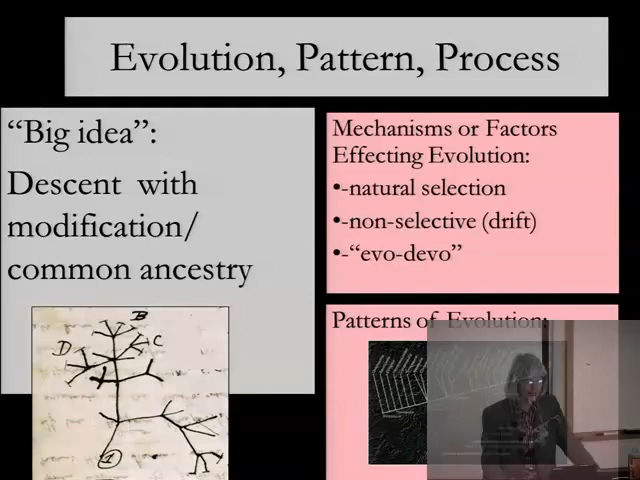 Evolution, Pattern, Process
“Big idea”:
Descent with
modification/
common ancestry
B
D
C
1
Mechanisms or Factors
Effecting Evolution:
•-natural selection
•-non-selective (drift)
•-“evo-devo”
Patterns of Evolution: